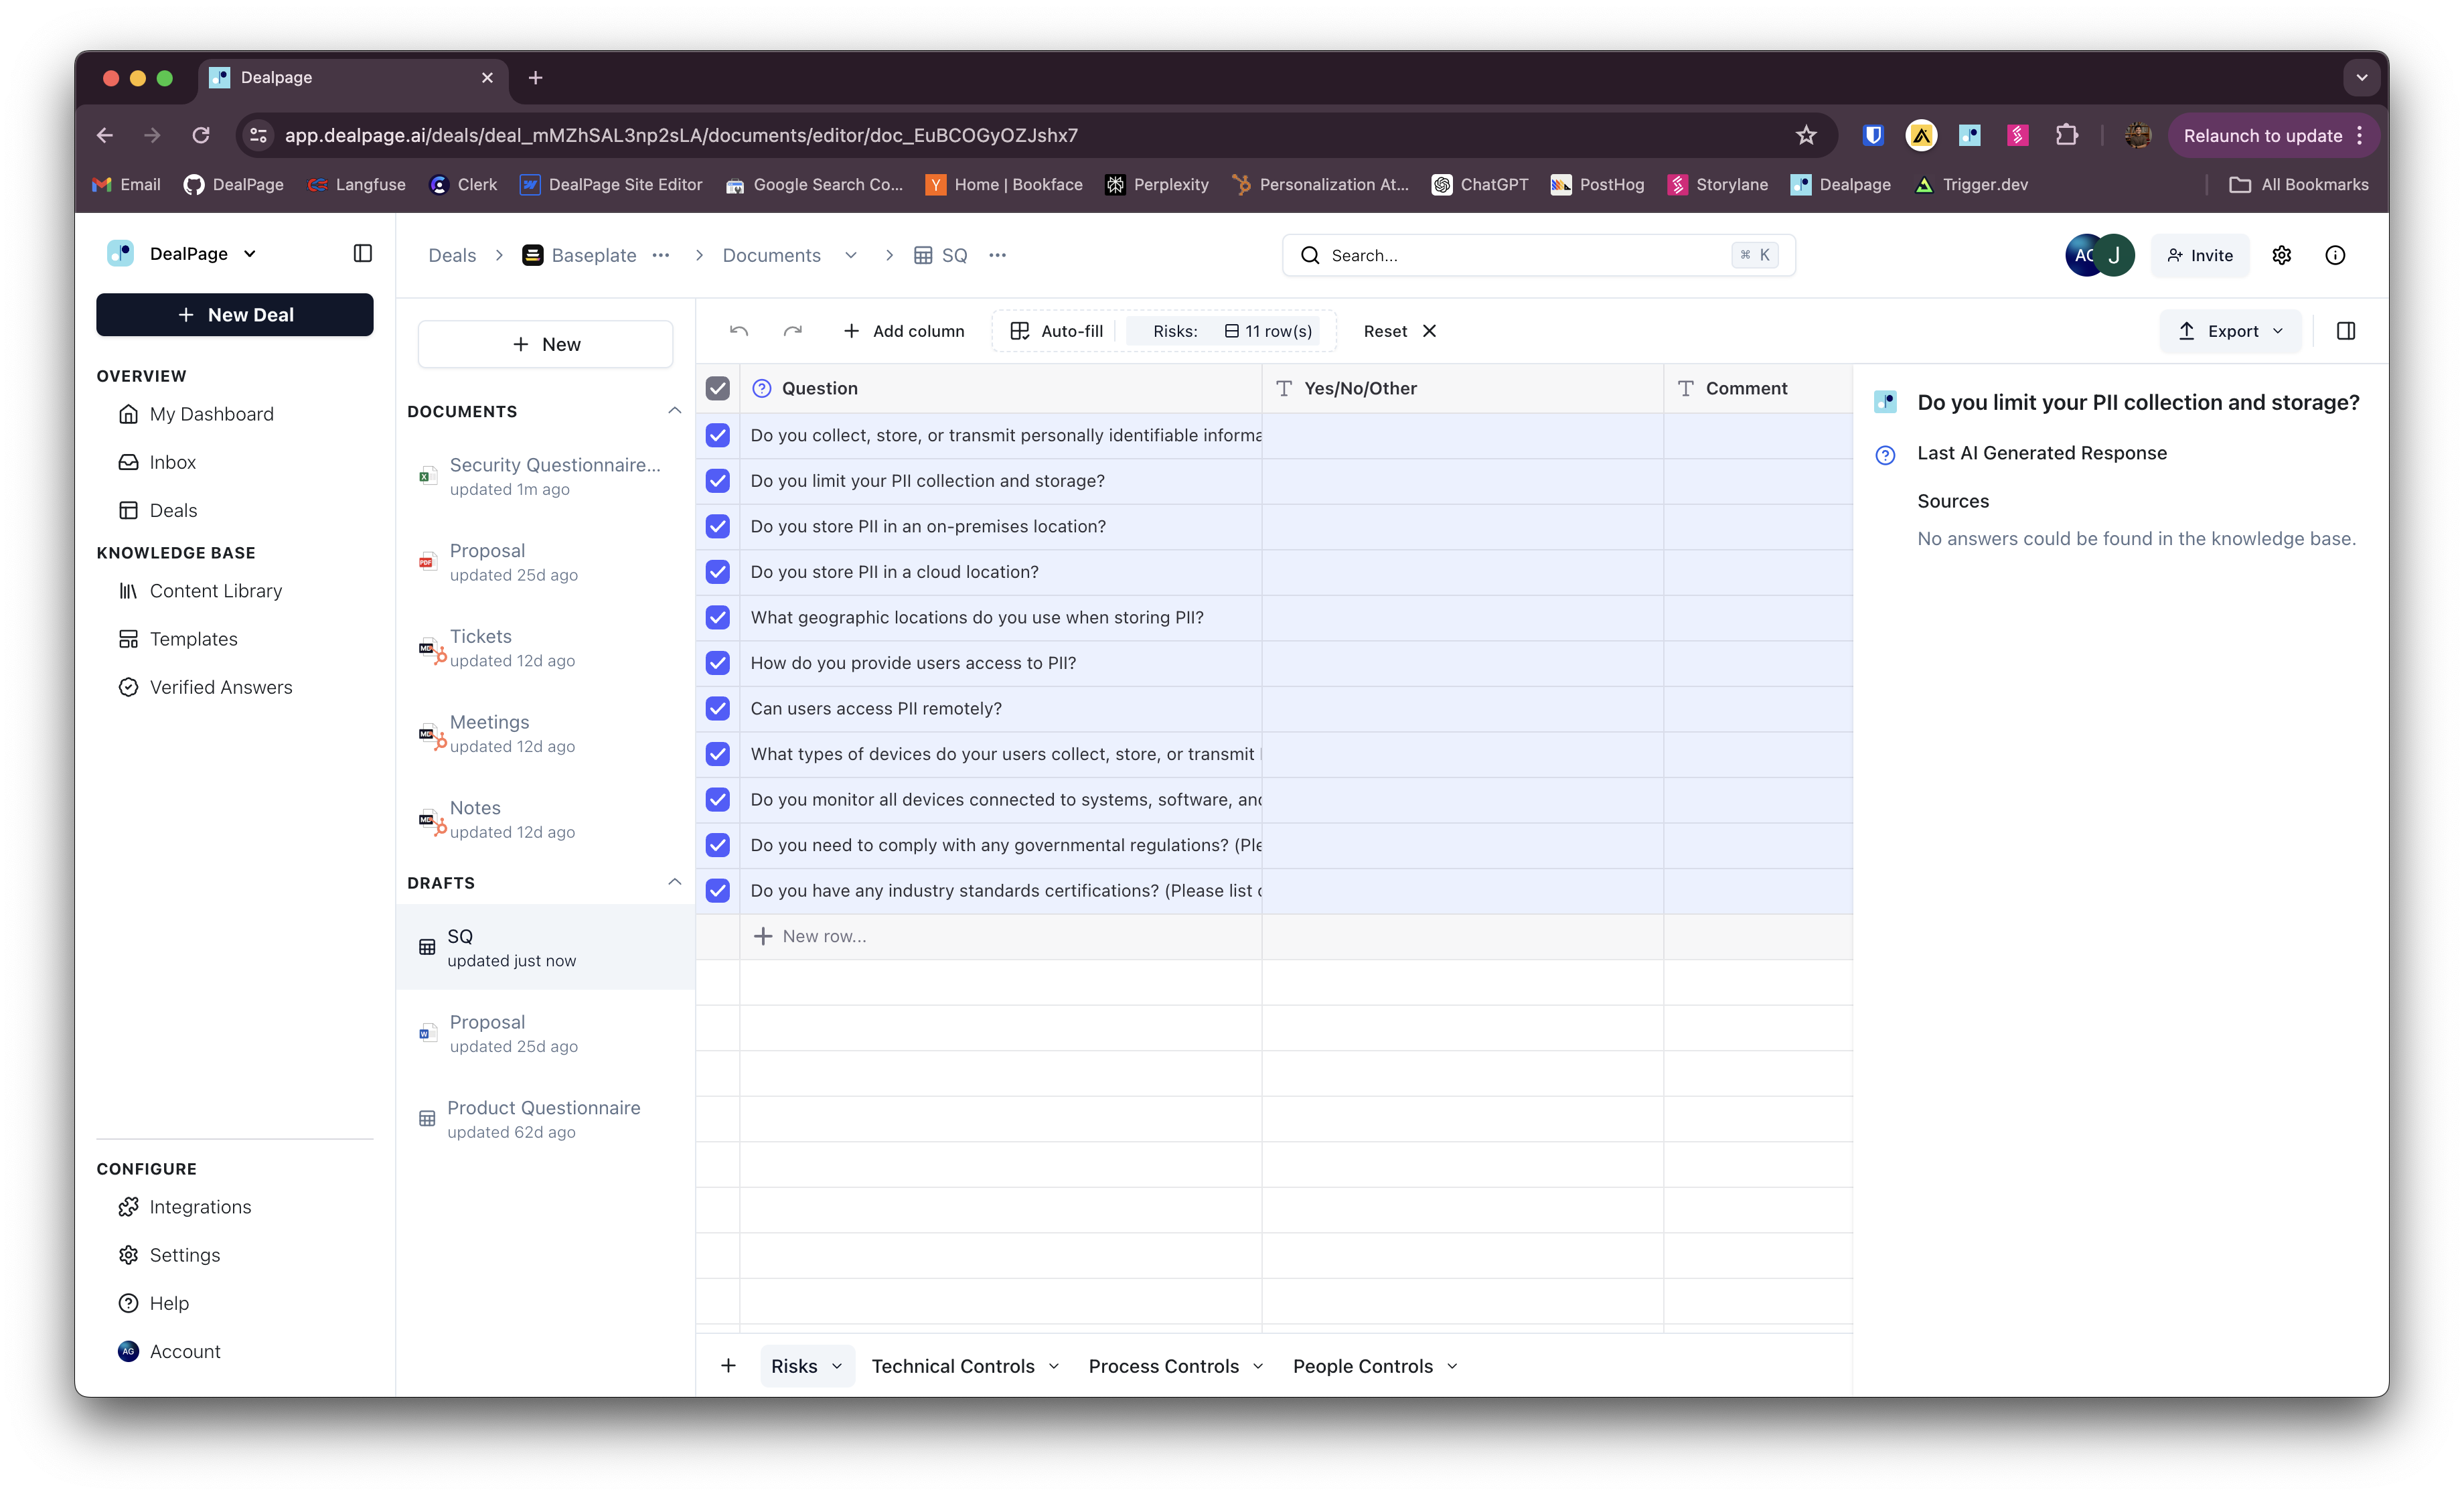 Dealpage
app.dealpage.ai/deals/deal_mMZhSAL3np2sLA/documents/editor/doc_EuBCOGyOZJshx7
Relaunch to update
Email
DealPage
Langfuse
Clerk
DealPage Site Editor
Google Search Co...
Home | Bookface
Perplexity
Personalization At...
ChatGPT
PostHog
Storylane
Dealpage
Trigger.dev
All Bookmarks
DealPage
New Deal
OVERVIEW
My Dashboard
Inbox
Deals
KNOWLEDGE BASE
Content Library
Templates
Verified Answers
CONFIGURE
Integrations
Settings
Help
AG
Account
Deals
Baseplate
Documents
SQ
Search...
⌘ K
AG
J
Invite
New
DOCUMENTS
Security Questionnaire...
updated 1m ago
Proposal
updated 25d ago
Tickets
updated 12d ago
Meetings
updated 12d ago
Notes
updated 12d ago
DRAFTS
SQ
updated just now
Proposal
updated 25d ago
Product Questionnaire
updated 62d ago
Add column
Auto-fill
Risks:
11 row(s)
Reset
Export
Question
Yes/No/Other
Comment
Do you collect, store, or transmit personally identifiable informa
Do you limit your PII collection and storage?
Do you store PII in an on-premises location?
Do you store PII in a cloud location?
What geographic locations do you use when storing PII?
How do you provide users access to PII?
Can users access PII remotely?
What types of devices do your users collect, store, or transmit
Do you monitor all devices connected to systems, software, and
Do you need to comply with any governmental regulations? (Ple
Do you have any industry standards certifications? (Please list
New row...
Do you limit your PII collection and storage?
Last AI Generated Response
Sources
No answers could be found in the knowledge base.
Risks
Technical Controls
Process Controls
People Controls